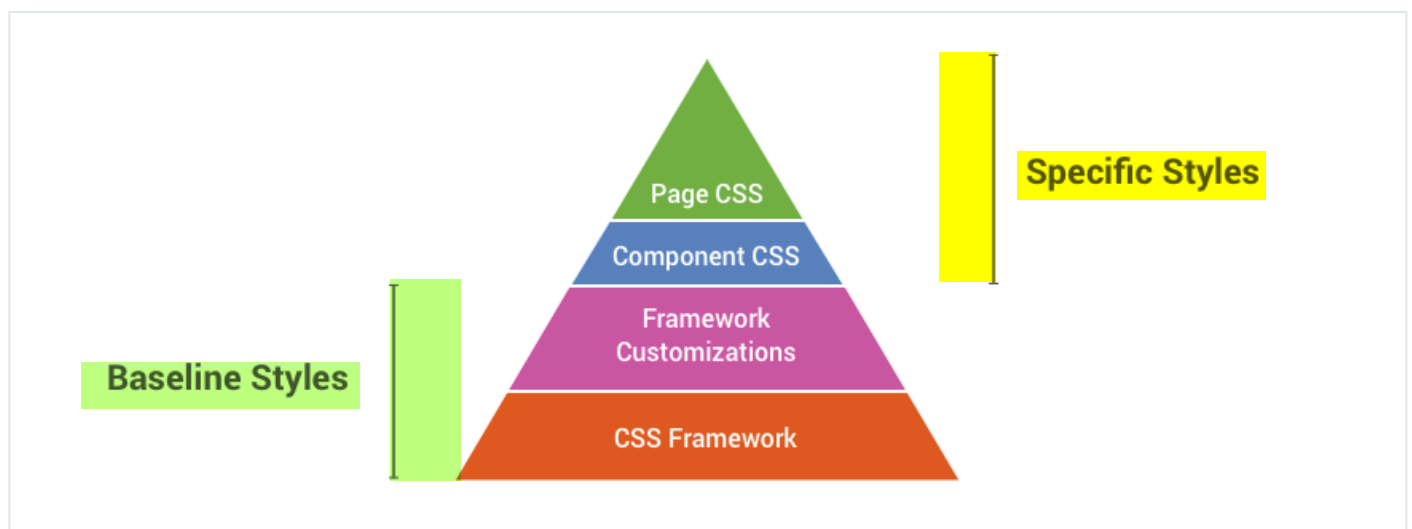 Page CSS
Specific Styles
Component CSS
Framework
Customizations
Baseline Styles
CSS Framework